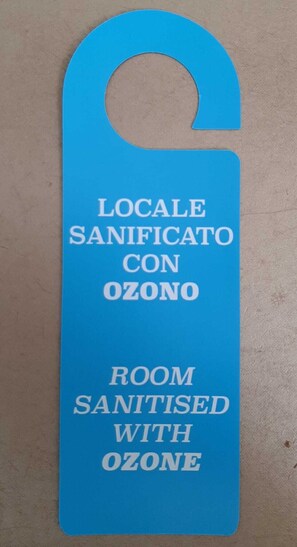 LOCALE
SANIFICATO
CON
OZONO
ROOM
SANITISED
WITH
OZONE